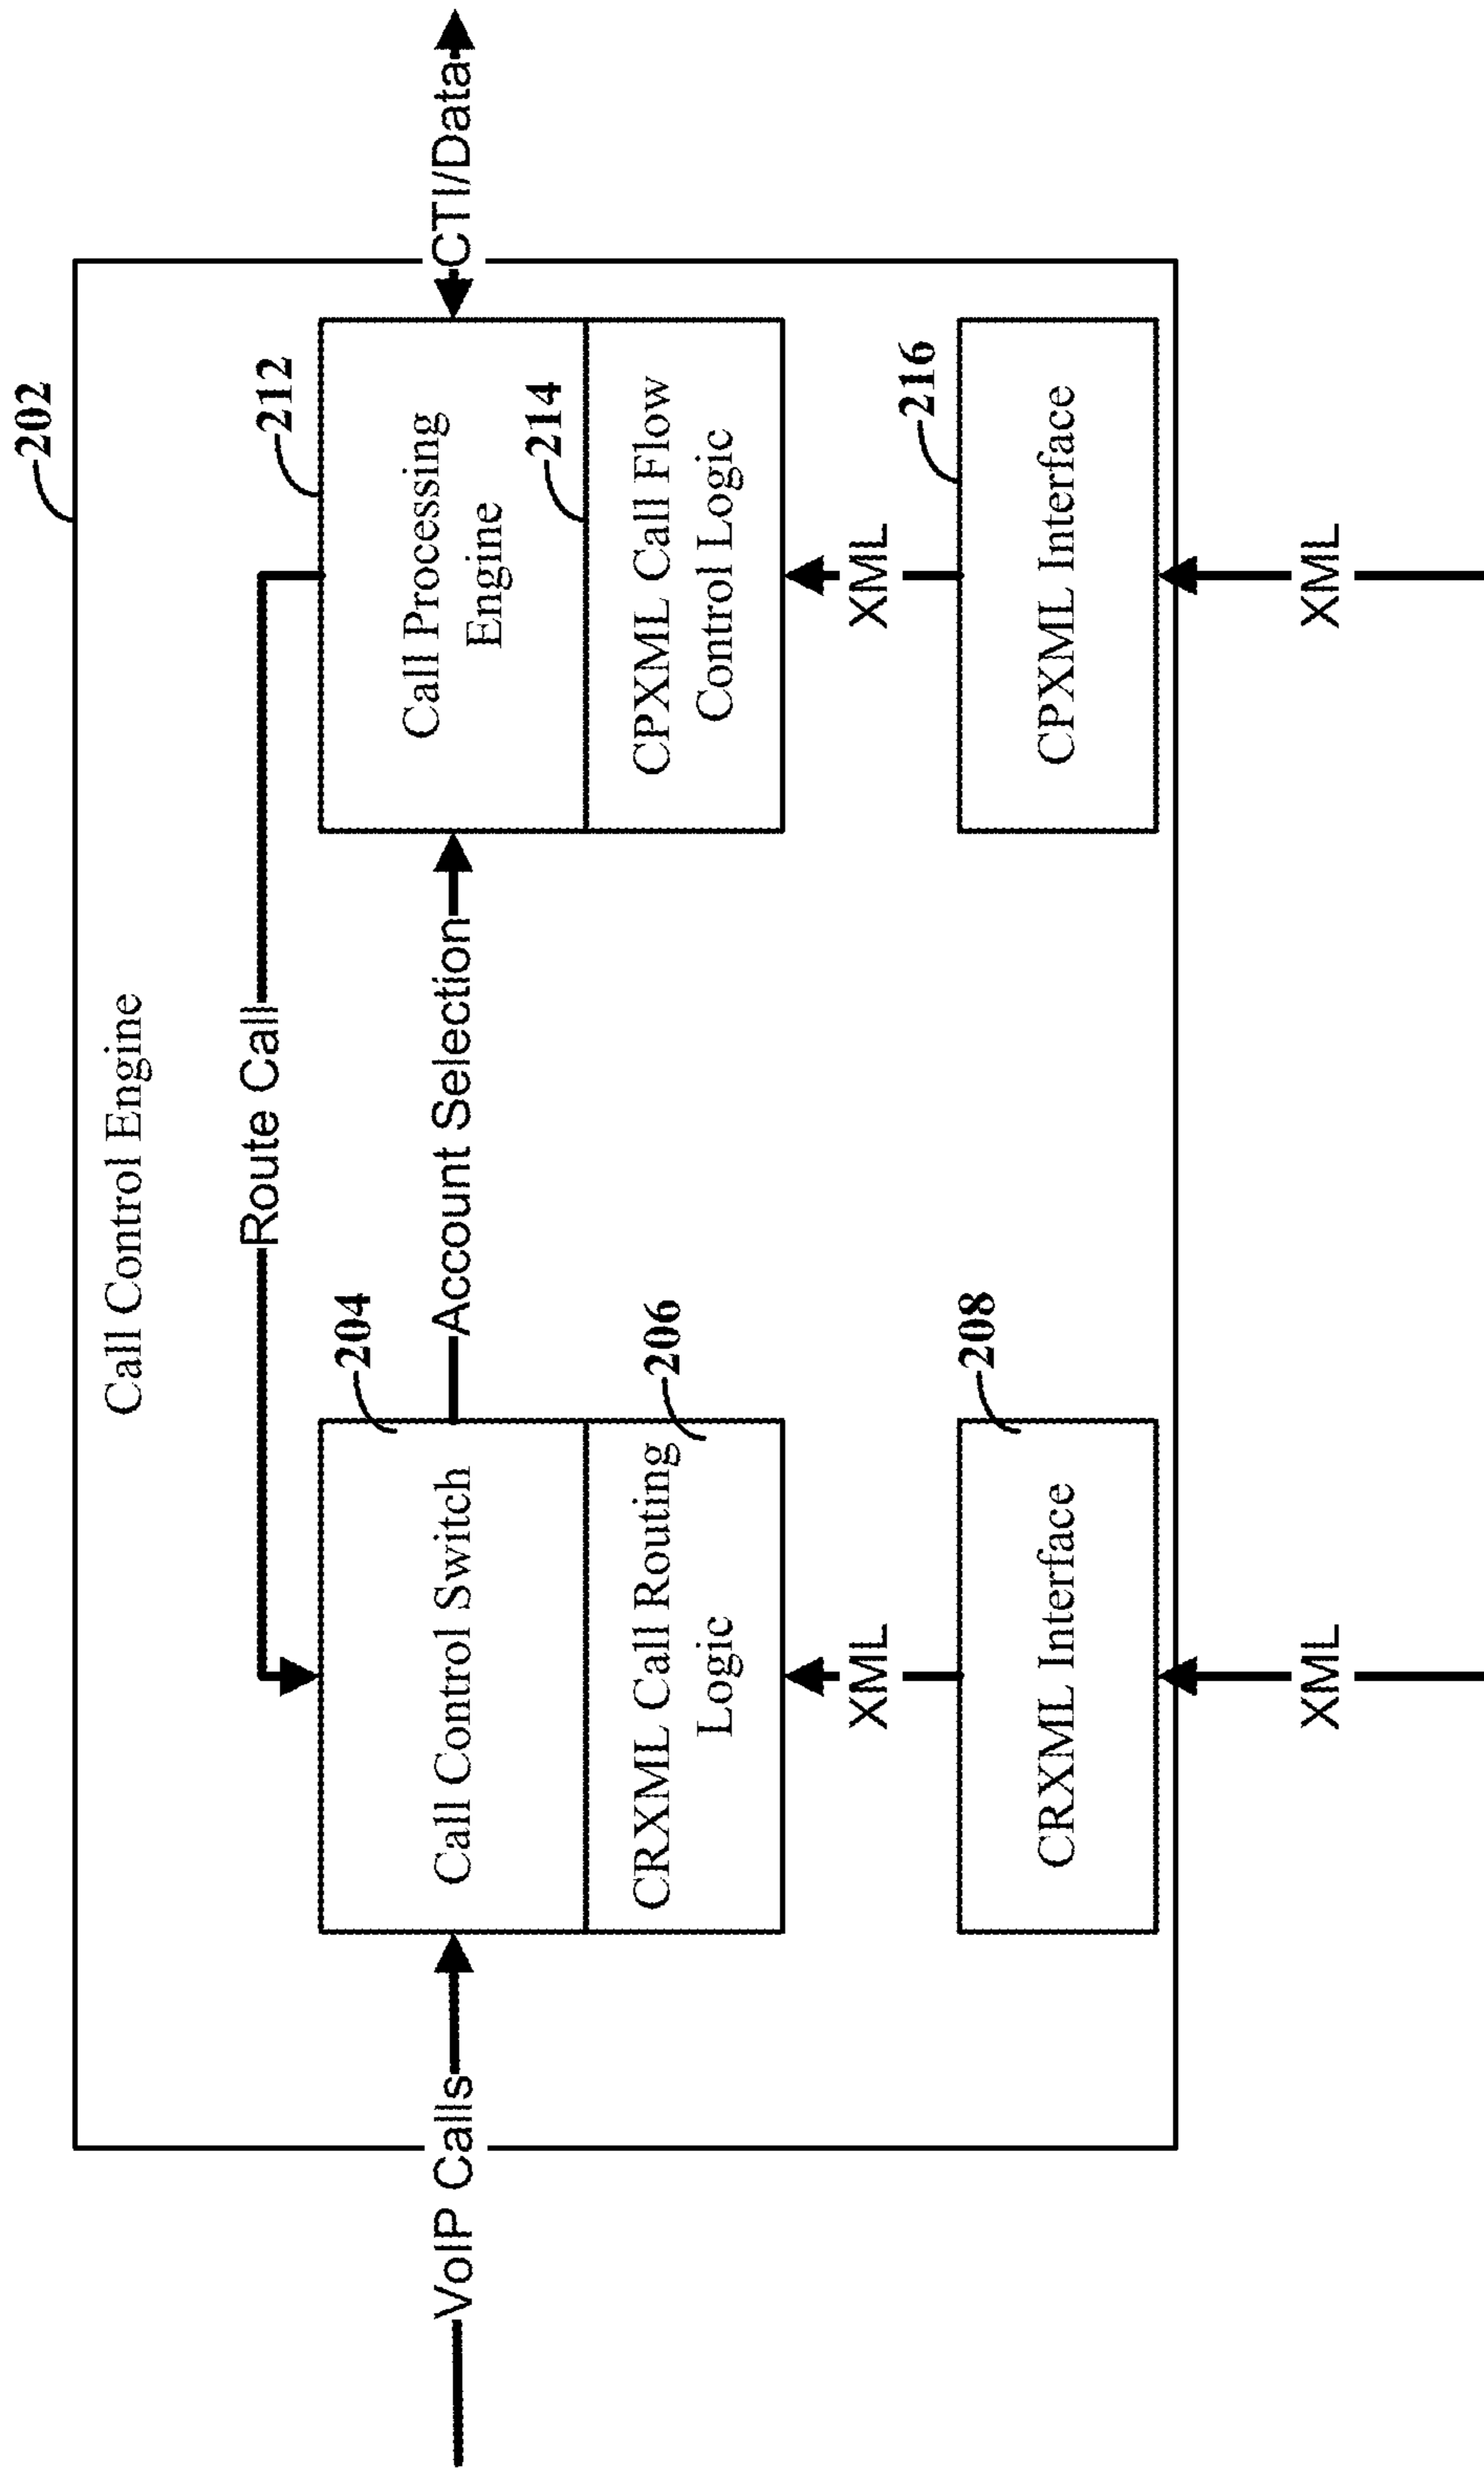 202
Call Control Engine
Route Call
212
204
VoIP Calls
Call Control Switch
Account Selection
Call Processing
Engine
CTI/Data
214
206
CRXML Call Routing
Logic
CPXML Call Flow
Control Logic
XML
XML
208
216
CRXML Interface
CPXML Interface
XML
XML